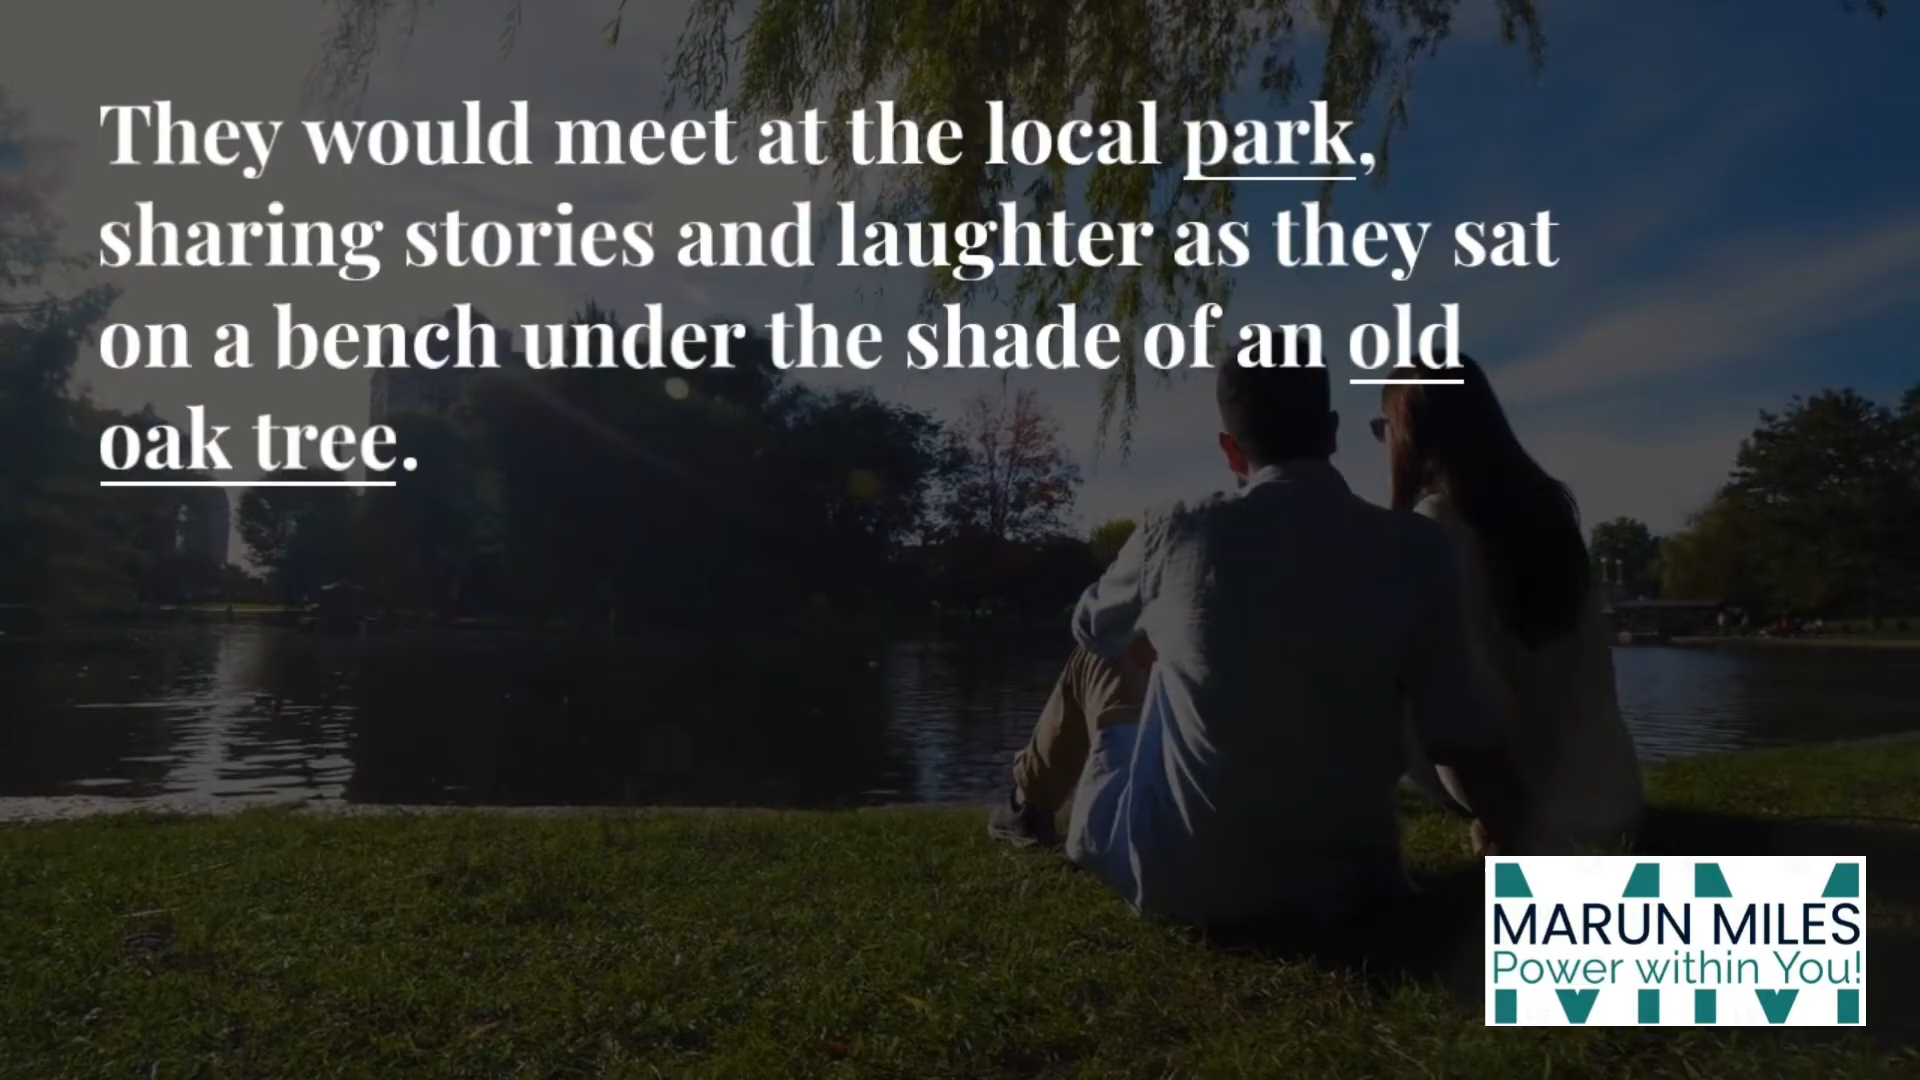 They would meet at the local park,
sharing stories and laughter as they sat
on a bench under the shade of an old
oak tree.
MARUN MILES
Power within You!